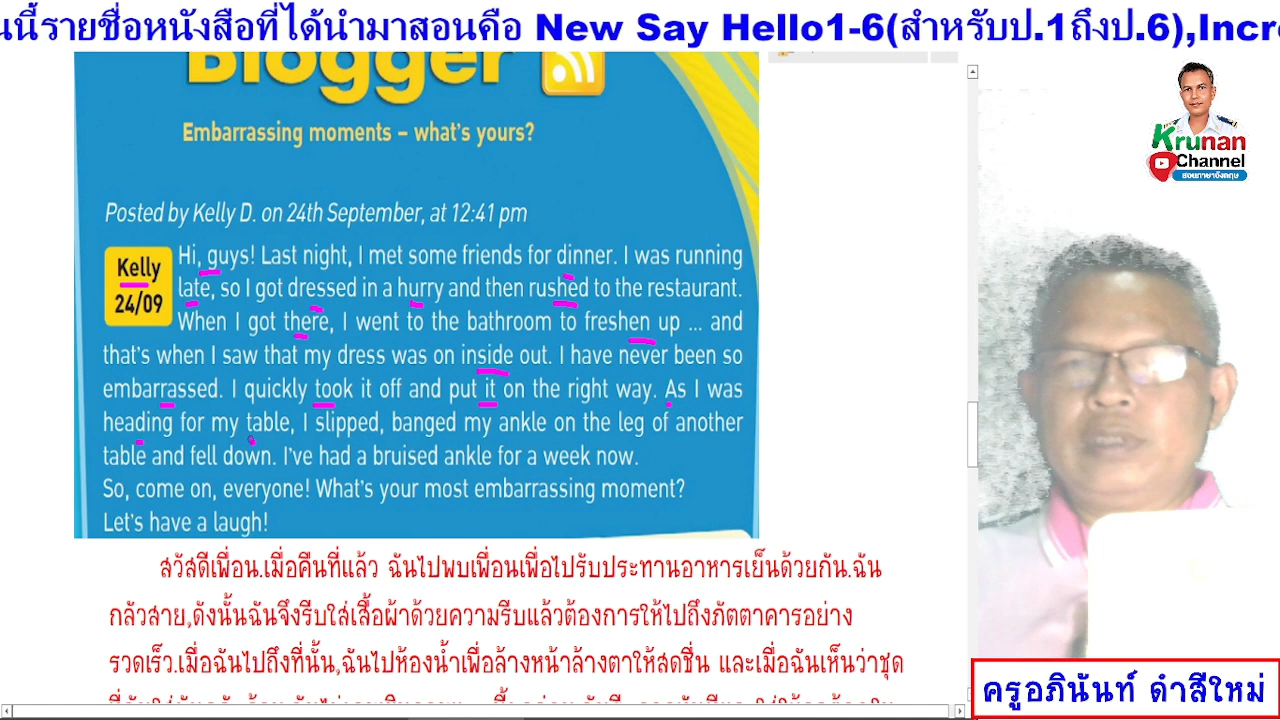 นี้รายชื่อหนังสือที่ได้นำมาสอนคือ New Say Hello1-6(สำหรับป.1ถึงป.6),Incre
Blogger
Embarrassing moments – what's yours?
Krunan
Channel
สอนภาษาอังกฤษ
Posted by Kelly D. on 24th September, at 12:41 pm
Kelly
24/09
Hi, guys! Last night, I met some friends for dinner. I was running
late, so I got dressed in a hurry and then rushed to the restaurant.
When I got there, I went to the bathroom to freshen up ... and
that's when I saw that my dress was on inside out. I have never been so
embarrassed. I quickly took it off and put it on the right way. As I was
heading for my table, I slipped, banged my ankle on the leg of another
table and fell down. I've had a bruised ankle for a week now.
So, come on, everyone! What's your most embarrassing moment?
Let's have a laugh!
สวัสดีเพื่อน.เมื่อคืนที่แล้ว ฉันไปพบเพื่อนเพื่อไปรับประทานอาหารเย็นด้วยกัน.ฉัน
กลัวสาย,ดังนั้นฉันจึงรีบใส่เสื้อผ้าด้วยความรีบแล้วต้องการให้ไปถึงภัตตาคารอย่าง
รวดเร็ว.เมื่อฉันไปถึงที่นั้น,ฉันไปห้องน้ำเพื่อล้างหน้าล้างตาให้สดชื่น และเมื่อฉันเห็นว่าชุด
ครูอภินันท์ ดำสีใหม่